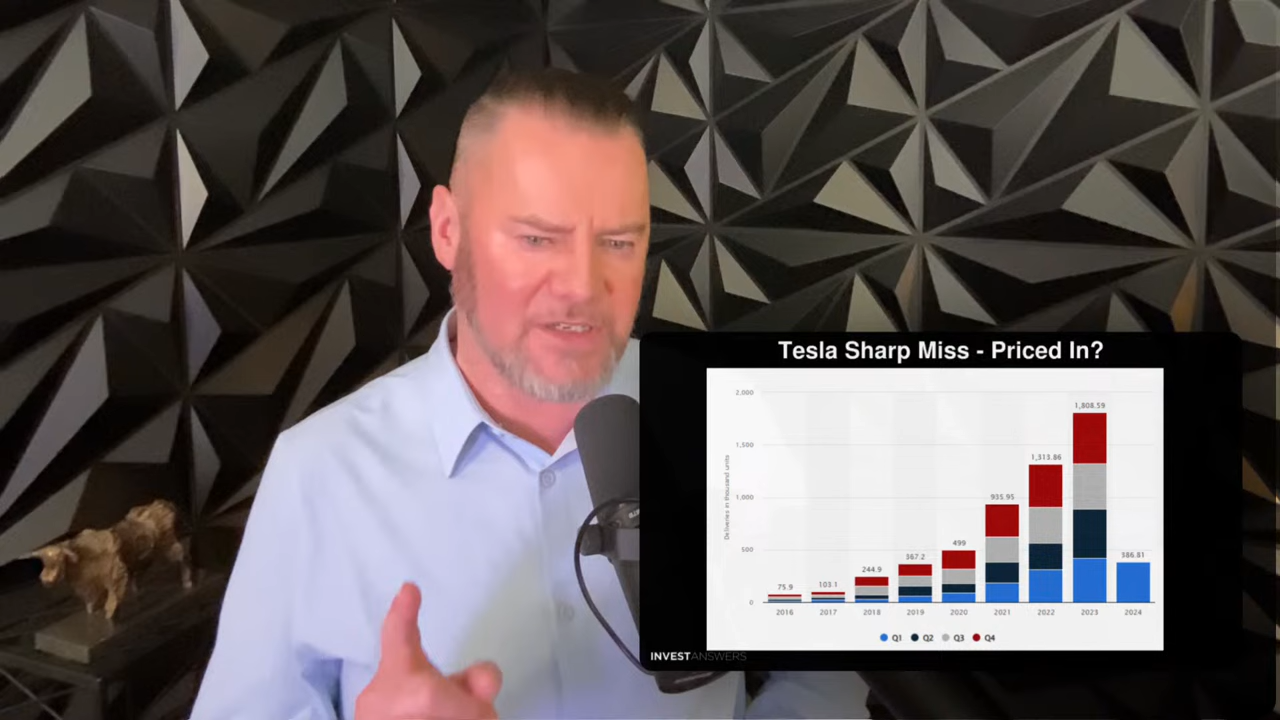 Tesla Sharp Miss - Priced In?
2,000
1,500
1,000
500
0
Deliveries in thousand units
75.9
103.1
244.9
367.2
499
935.95
1,313.86
1,808.59
386.81
2016 2017 2018 2019 2020 2021 2022 2023 2024
Q1 Q2 Q3 Q4
INVESTANSWERS